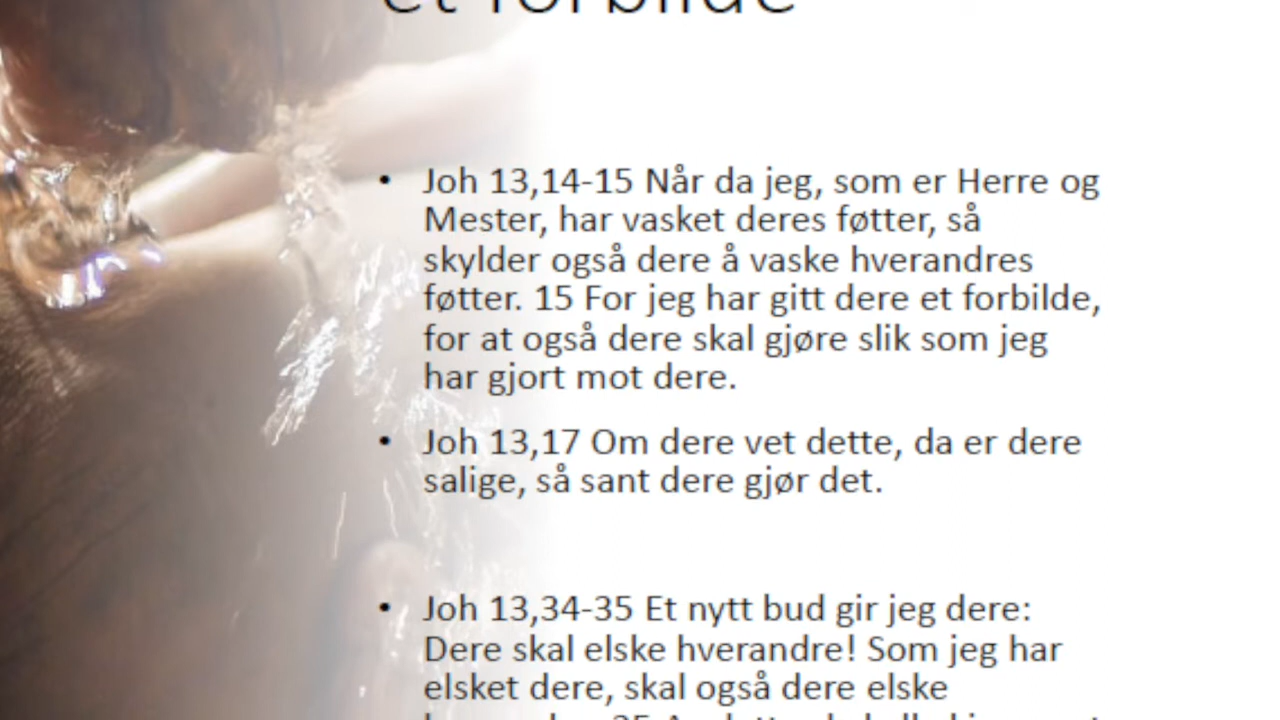 et forbilde
• Joh 13,14-15 Når da jeg, som er Herre og
Mester, har vasket deres føtter, så
skylder også dere å vaske hverandres
føtter. 15 For jeg har gitt dere et forbilde,
for at også dere skal gjøre slik som jeg
har gjort mot dere.
• Joh 13,17 Om dere vet dette, da er dere
salige, så sant dere gjør det.
• Joh 13,34-35 Et nytt bud gir jeg dere:
Dere skal elske hverandre! Som jeg har
elsket dere, skal også dere elske